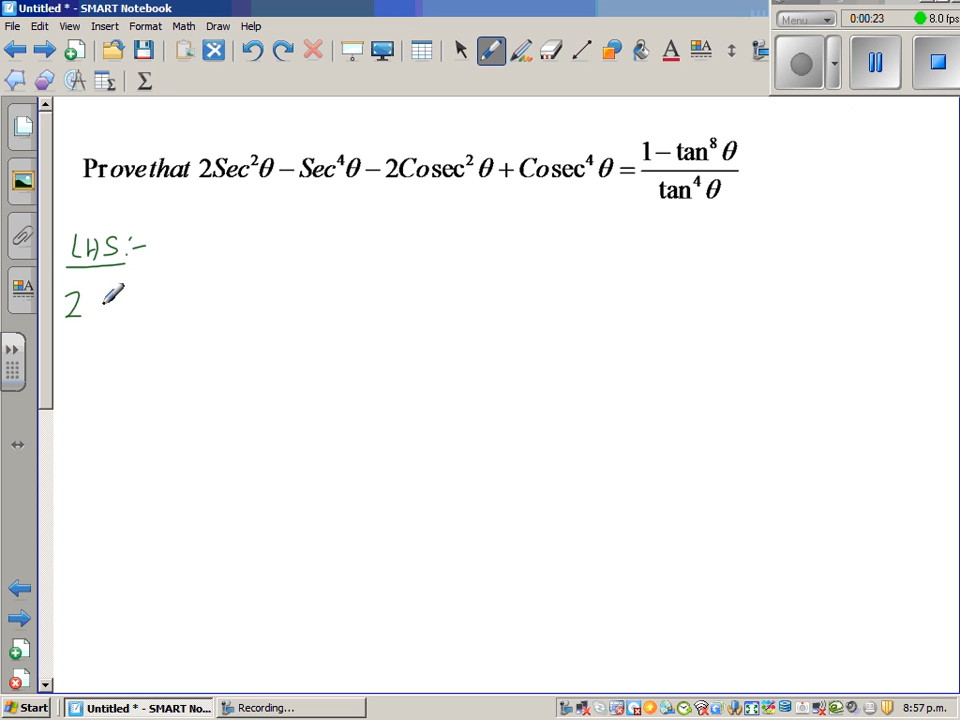 Untitled * - SMART Notebook
Menu
0:00:23
8.0 fps
File Edit View Insert Format Math Draw Help
Prove that 2Sec²θ − Sec⁴θ − 2Cosec²θ + Cosec⁴θ = (1 − tan⁸θ)/(tan⁴θ)
LHS :-
2
Start
Untitled * - SMART No...
Recording...
8:57 p.m.